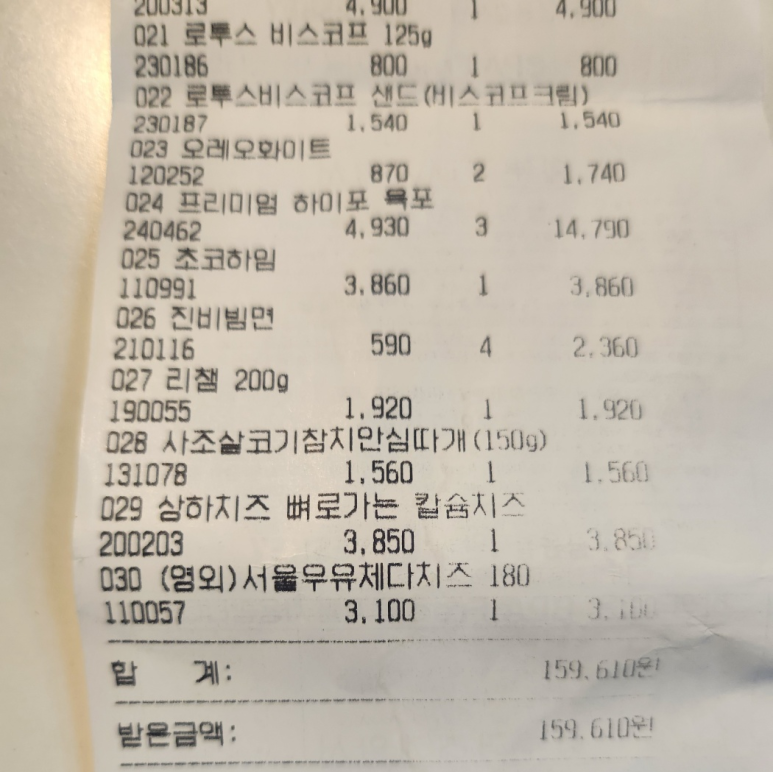 200313 4,900 1 4,900
021 로투스 비스코프 125g
230186 800 1 800
022 로투스비스코프 샌드(비스코프크림)
230187 1,540 1 1,540
023 오레오화이트
120252 870 2 1,740
024 프리미엄 하이포 육포
240462 4,930 3 14,790
025 초코하임
110991 3,860 1 3,860
026 진비빔면
210116 590 4 2,360
027 리챔 200g
190055 1,920 1 1,920
028 사조살코기참치안심따개(150g)
131078 1,560 1 1,560
029 상하치즈 뼈로가는 칼슘치즈
200203 3,850 1 3,850
030 (영외)서울우유체다치즈 180
110057 3,100 1 3,100
합 계: 159,610원
받은금액: 159,610원